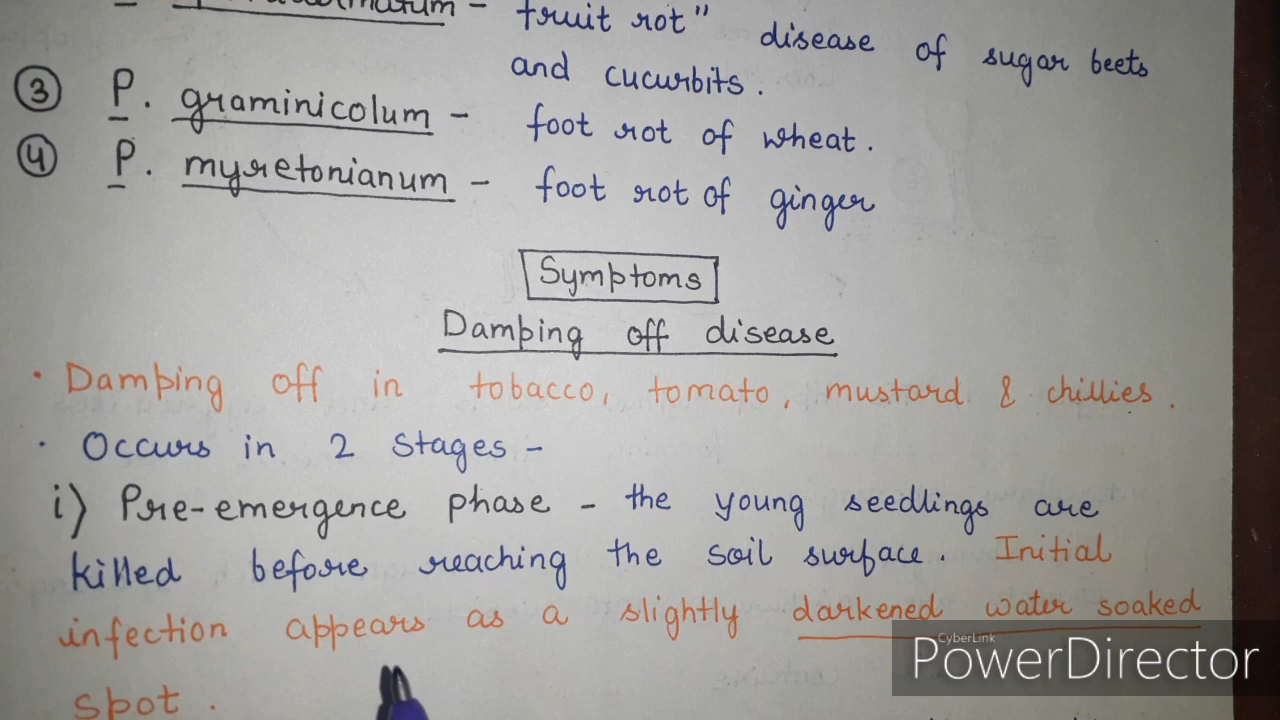 - fruit rot" disease of sugar beets
and cucurbits.
③ P. graminicolum - foot rot of wheat.
④ P. myretonianum - foot rot of ginger
Symptoms
Damping off disease
• Damping off in tobacco, tomato, mustard & chillies.
• Occurs in 2 stages -
i) Pre-emergence phase - the young seedlings are
killed before reaching the soil surface. Initial
infection appears as a slightly darkened water soaked
spot.
CyberLink
PowerDirector